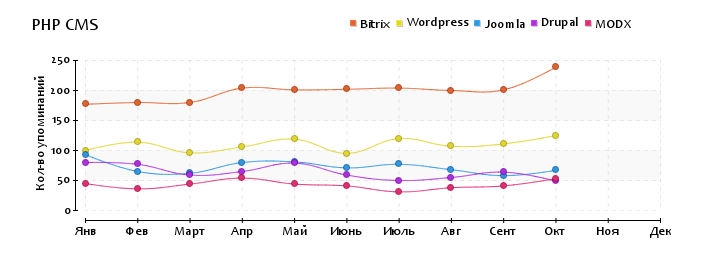 PHP CMS
Bitrix Wordpress Joomla Drupal MODX
Кол-во упоминаний
250
200
150
100
50
0
Янв Фев Март Апр Май Июнь Июль Авг Сент Окт Ноя Дек